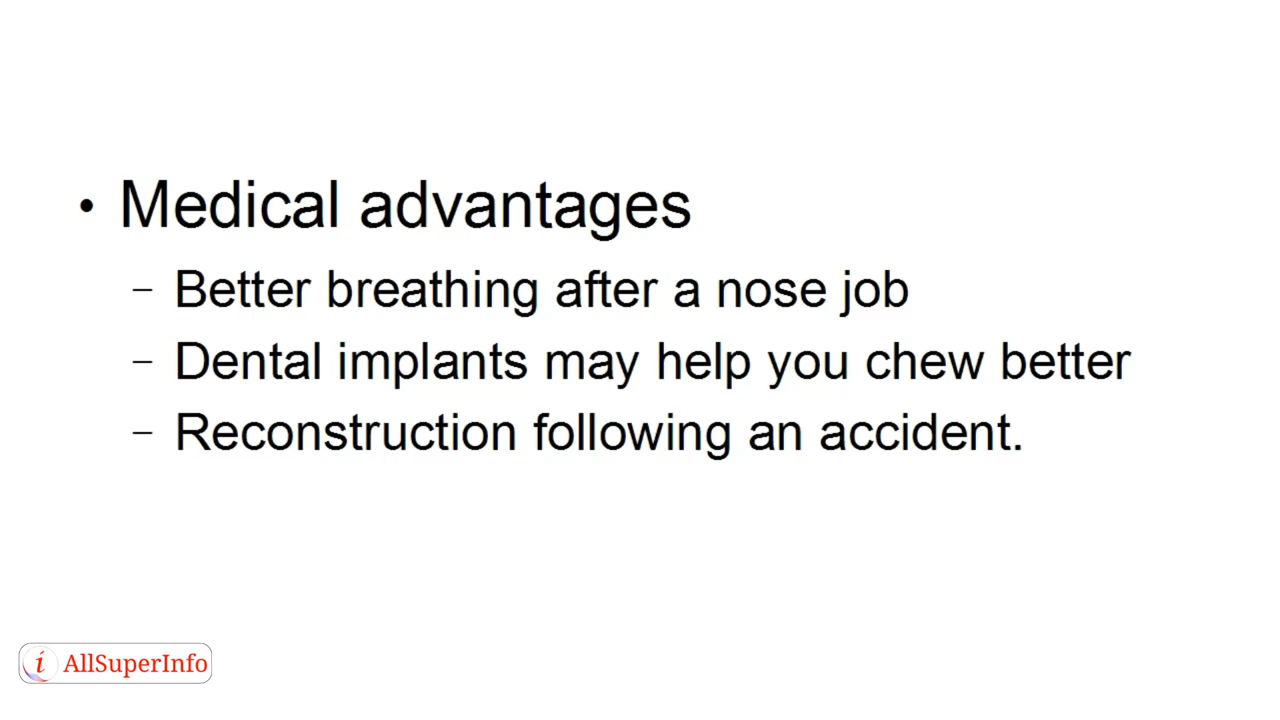 • Medical advantages
– Better breathing after a nose job
– Dental implants may help you chew better
– Reconstruction following an accident.
i AllSuperInfo